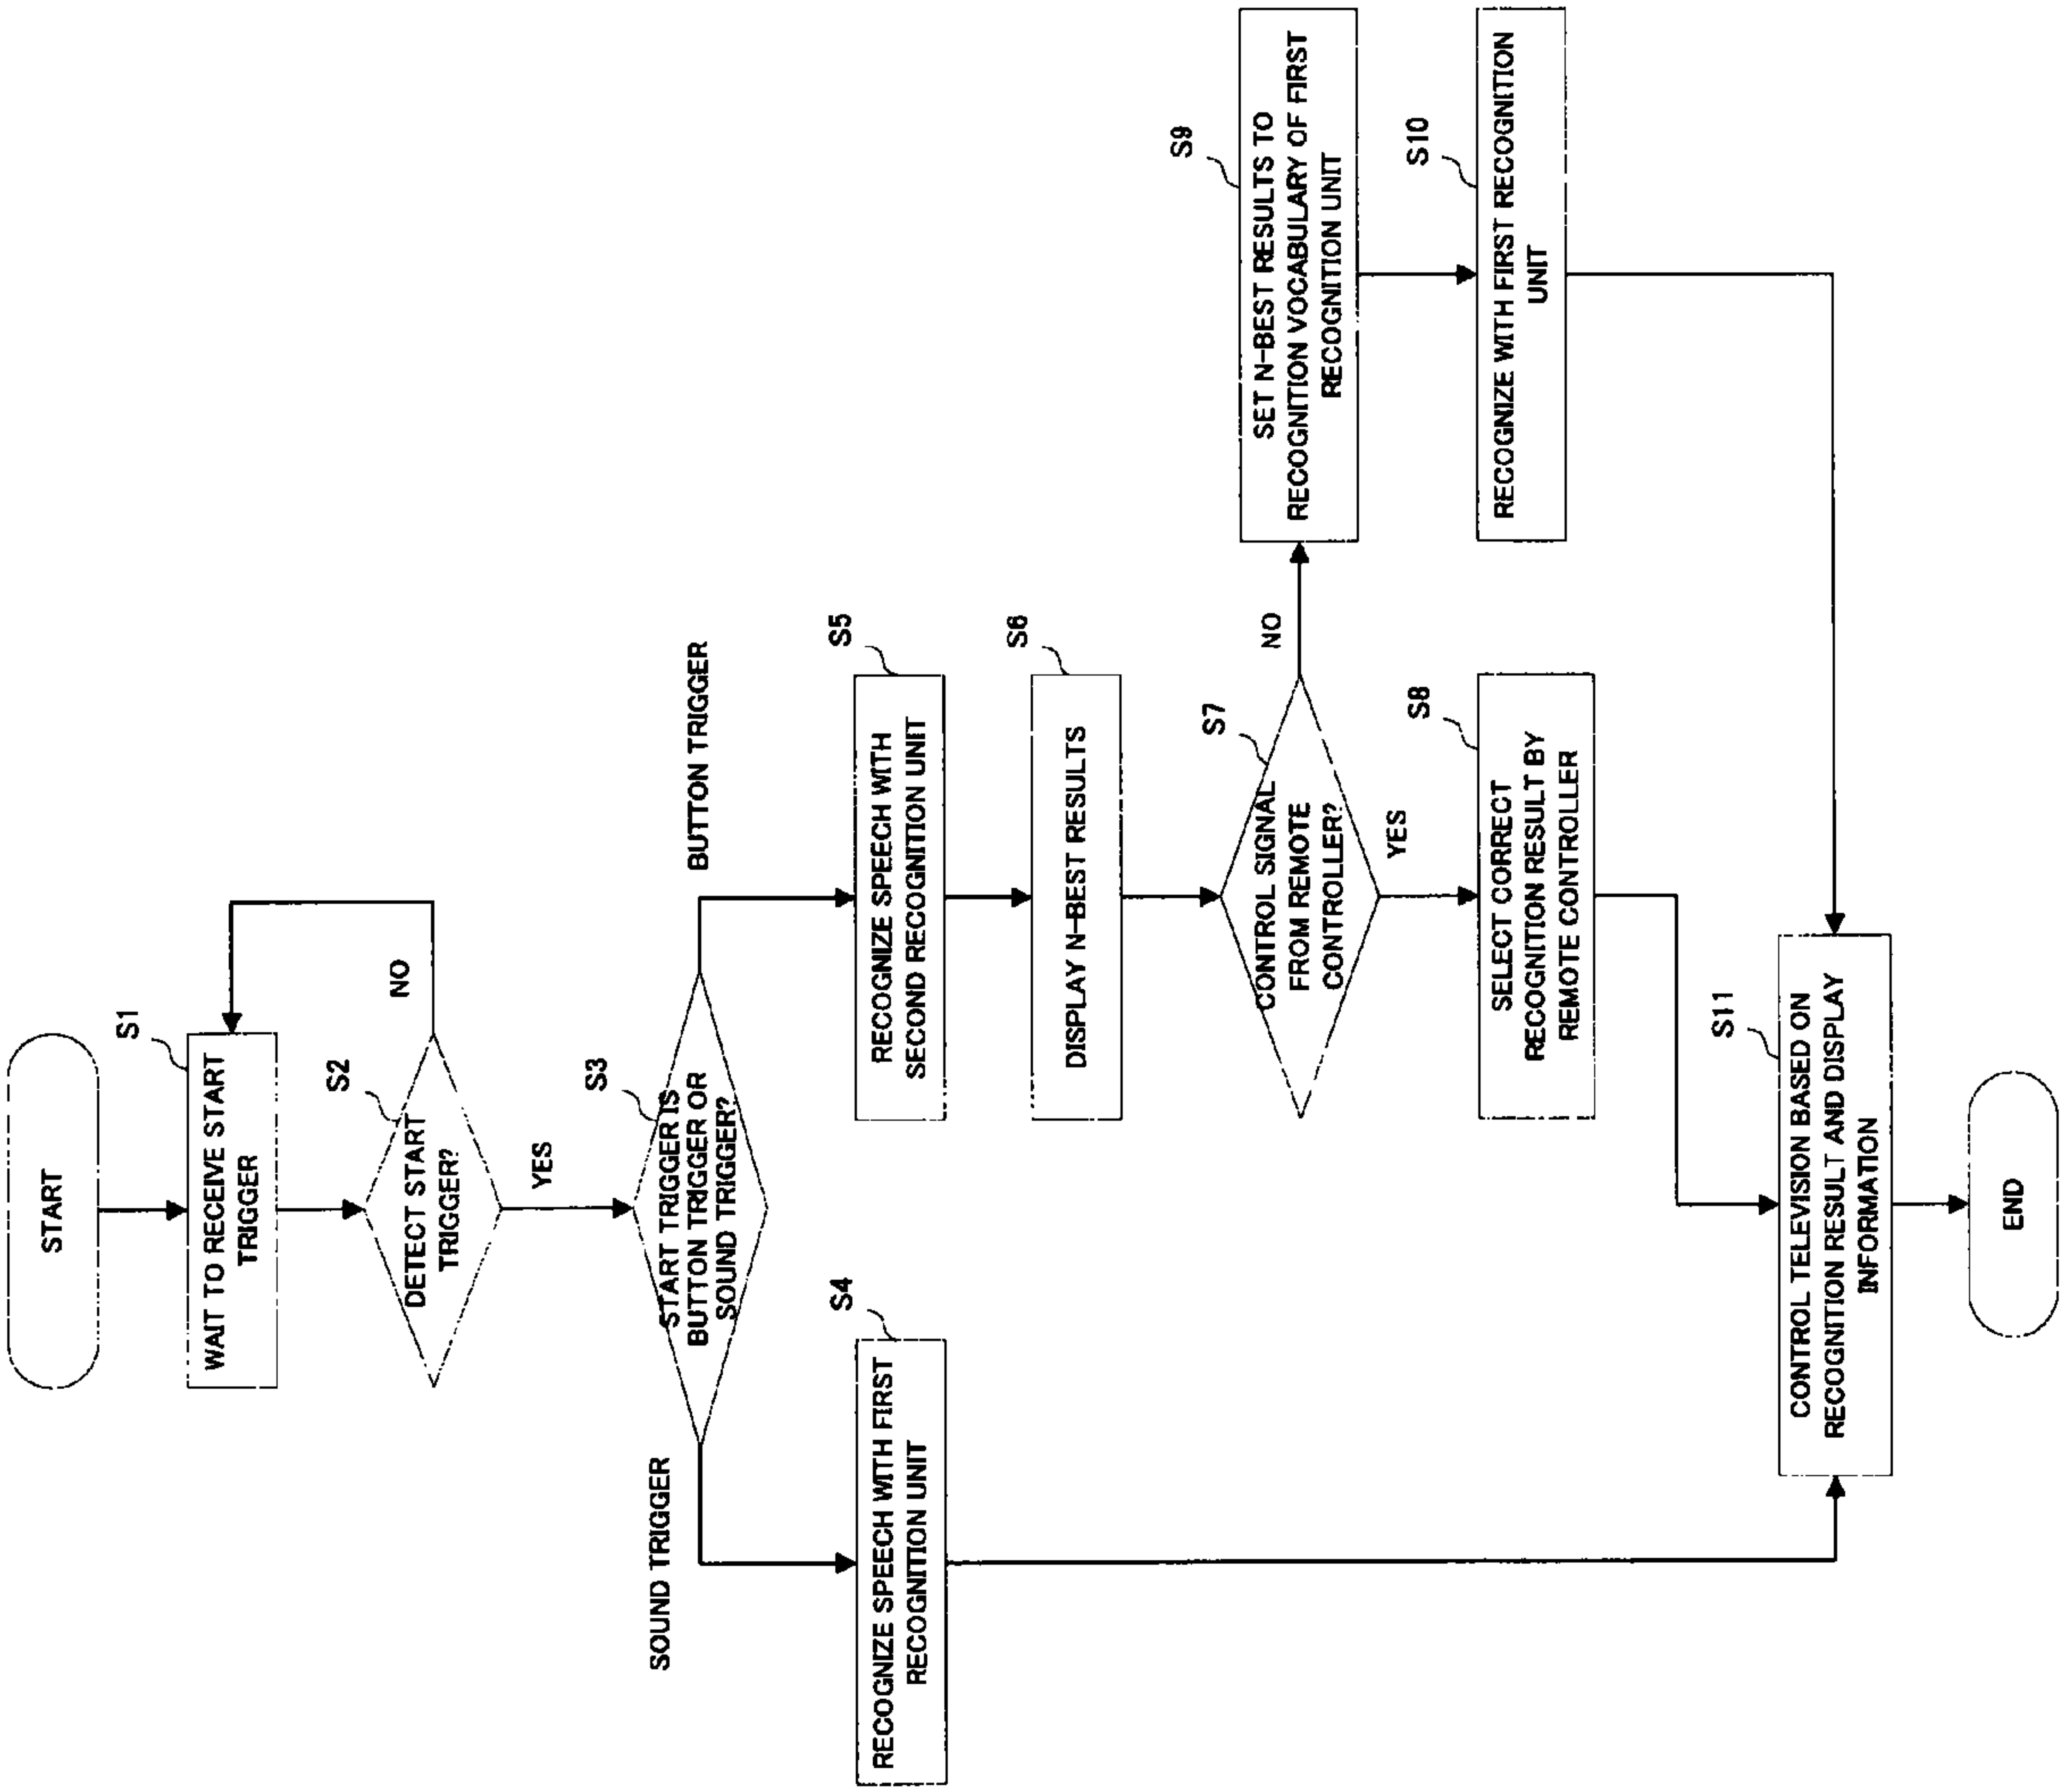 START
S1
WAIT TO RECEIVE START
TRIGGER
S2
DETECT START
TRIGGER?
NO
YES
S3
START TRIGGER IS
BUTTON TRIGGER OR
SOUND TRIGGER?
SOUND TRIGGER
BUTTON TRIGGER
S4
RECOGNIZE SPEECH WITH FIRST
RECOGNITION UNIT
S5
RECOGNIZE SPEECH WITH
SECOND RECOGNITION UNIT
S6
DISPLAY N-BEST RESULTS
S7
CONTROL SIGNAL
FROM REMOTE
CONTROLLER?
NO
YES
S8
SELECT CORRECT
RECOGNITION RESULT BY
REMOTE CONTROLLER
S9
SET N-BEST RESULTS TO
RECOGNITION VOCABULARY OF FIRST
RECOGNITION UNIT
S10
RECOGNIZE WITH FIRST RECOGNITION
UNIT
S11
CONTROL TELEVISION BASED ON
RECOGNITION RESULT AND DISPLAY
INFORMATION
END